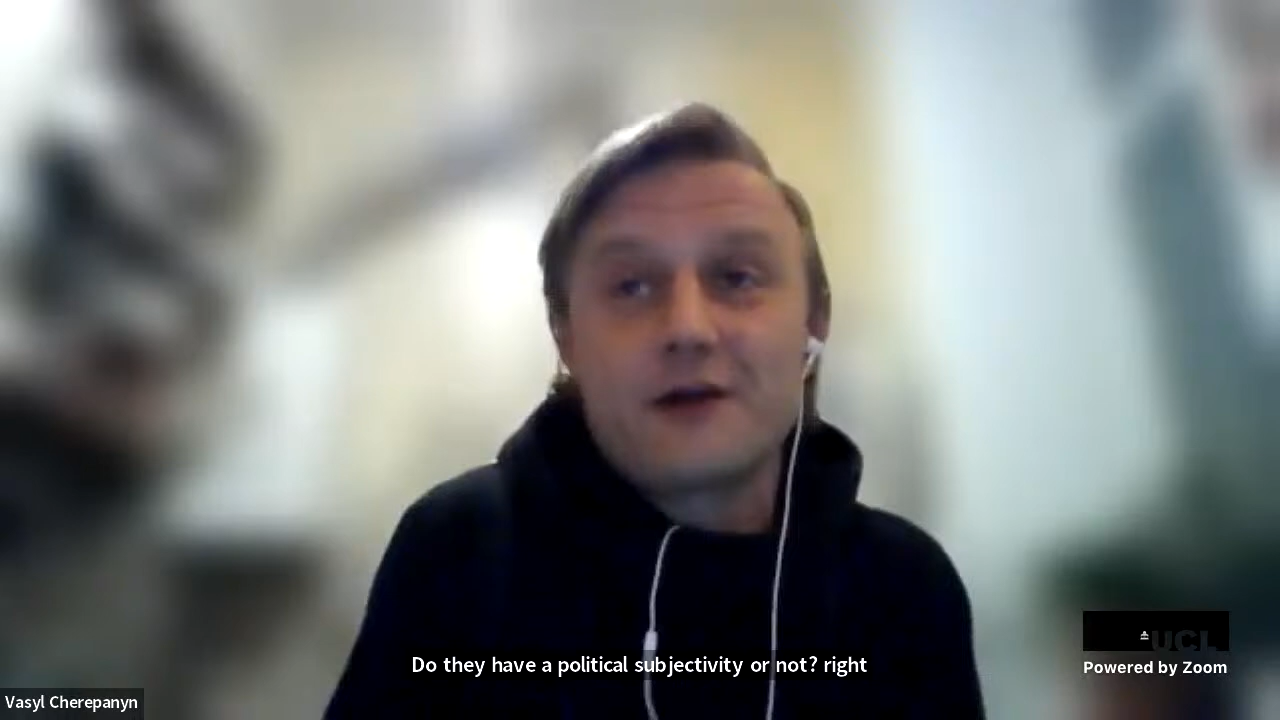 Do they have a political subjectivity or not? right
UCL
Powered by Zoom
Vasyl Cherepanyn